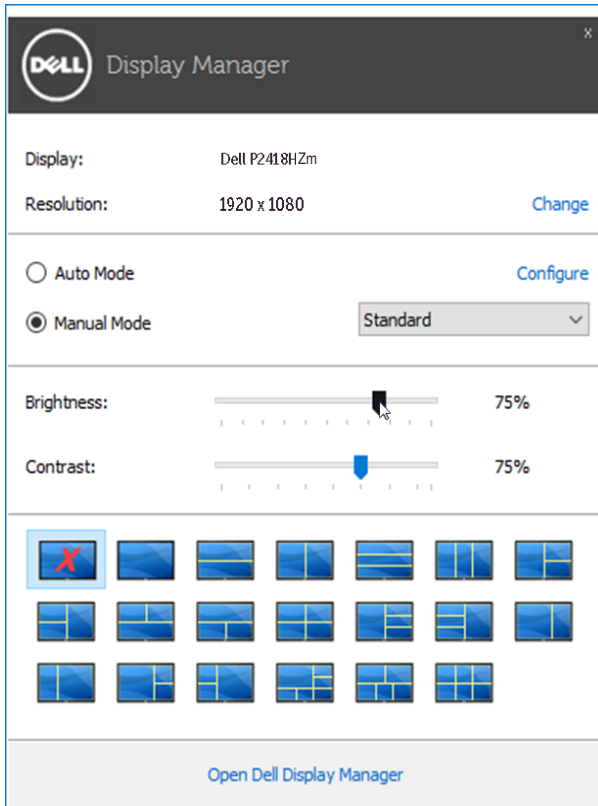 DELL Display Manager x
Display: Dell P2418HZm
Resolution: 1920 x 1080 Change
Auto Mode Configure
Manual Mode Standard
Brightness: 75%
Contrast: 75%
X
Open Dell Display Manager